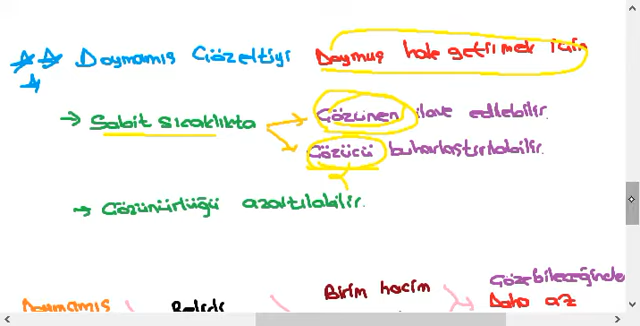 Doymamış Çözeltiyi Doymuş hale getirmek için
→ Sabit sıcaklıkta → Çözünen ilave edilebilir.
→ Çözücü buharlaştırılabilir.
→ Çözünürlüğü azaltılabilir.
Çözebileceğinden
Birim hacim
Doymamış Belirli Daha az